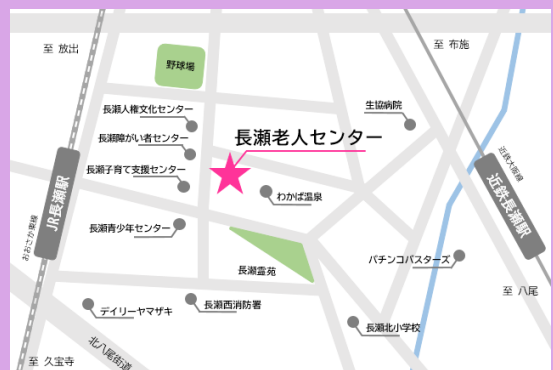 至 放出
至 布施
野球場
生協病院
長瀬人権文化センター
長瀬老人センター
長瀬障がい者センター
近鉄大阪線
長瀬子育て支援センター
JR長瀬駅
近鉄長瀬駅
わかば温泉
おおさか東線
長瀬青少年センター
パチンコバスターズ
長瀬霊苑
至 八尾
長瀬西消防署
デイリーヤマザキ
長瀬北小学校
北八尾街道
至 久宝寺